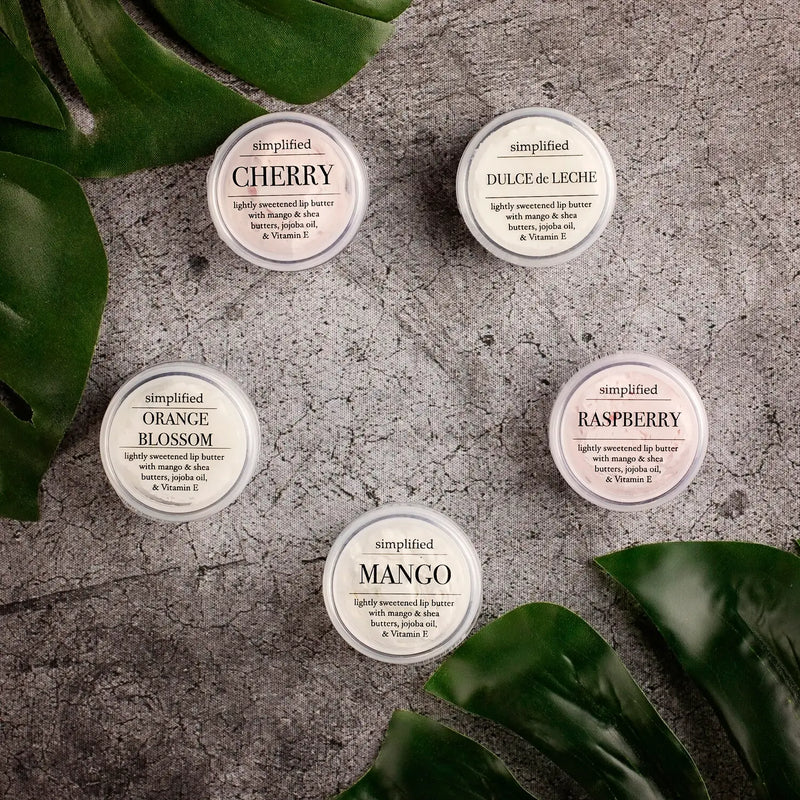 simplified
CHERRY
lightly sweetened lip butter
with mango & shea
butters, jojoba oil,
& Vitamin E
simplified
DULCE de LECHE
lightly sweetened lip butter
with mango & shea
butters, jojoba oil,
& Vitamin E
simplified
ORANGE
BLOSSOM
lightly sweetened lip butter
with mango & shea
butters, jojoba oil,
& Vitamin E
simplified
RASPBERRY
lightly sweetened lip butter
with mango & shea
butters, jojoba oil,
& Vitamin E
simplified
MANGO
lightly sweetened lip butter
with mango & shea
butters, jojoba oil,
& Vitamin E